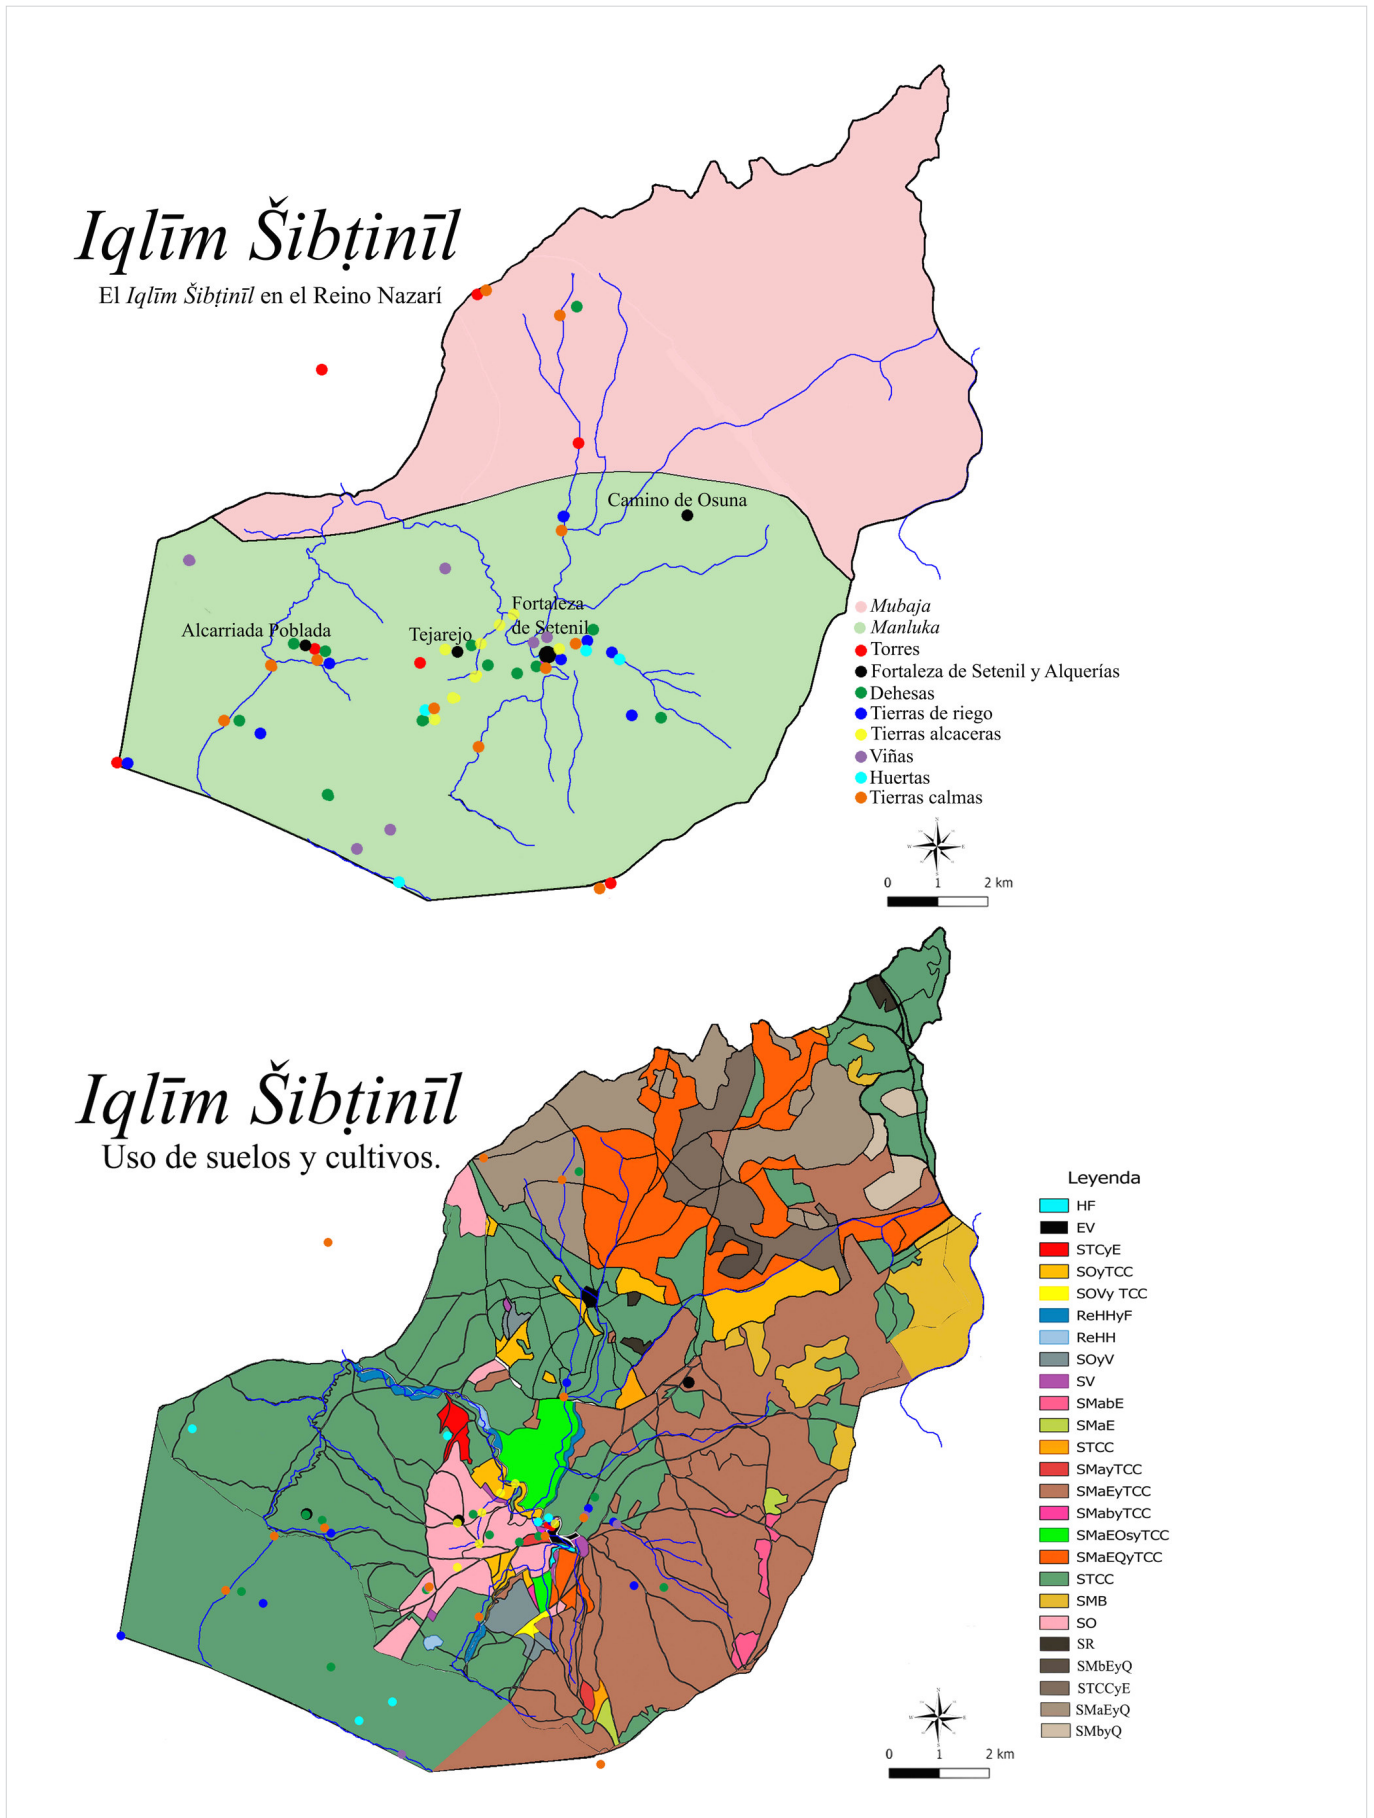 Iqlīm Šibṭinīl
El Iqlīm Šibṭinīl en el Reino Nazarí
Camino de Osuna
Fortaleza
de Setenil
Alcarriada Poblada
Tejarejo
Mubaja
Manluka
Torres
Fortaleza de Setenil y Alquerías
Dehesas
Tierras de riego
Tierras alcaceras
Viñas
Huertas
Tierras calmas
N
W E
0 1 2 km
Iqlīm Šibṭinīl
Uso de suelos y cultivos.
Leyenda
HF
EV
STCyE
SOyTCC
SOVy TCC
ReHHyF
ReHH
SOyV
SV
SMabE
SMaE
STCC
SMayTCC
SMaEyTCC
SMabyTCC
SMaEOsyTCC
SMaEQyTCC
STCC
SMB
SO
SR
SMbEyQ
STCCyE
SMaEyQ
SMbyQ
N
W E
0 1 2 km